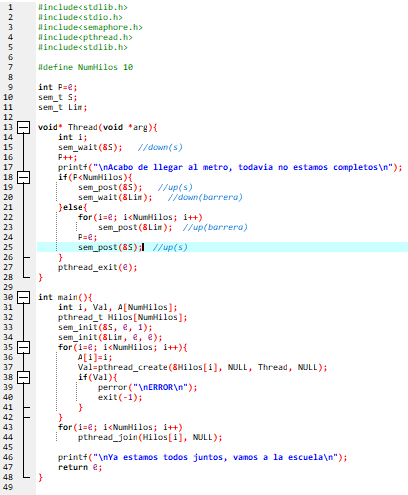 1 #include<stdlib.h>
2 #include<stdio.h>
3 #include<semaphore.h>
4 #include<pthread.h>
5 #include<stdlib.h>
6
7 #define NumHilos 10
8
9 int P=0;
10 sem_t S;
11 sem_t Lim;
12
13 void* Thread(void *arg){
14 int i;
15 sem_wait(&S); //down(s)
16 P++;
17 printf("\nAcabo de llegar al metro, todavia no estamos completos\n");
18 if(P<NumHilos){
19 sem_post(&S); //up(s)
20 sem_wait(&Lim); //down(barrera)
21 }else{
22 for(i=0; i<NumHilos; i++)
23 sem_post(&Lim); //up(barrera)
24 P=0;
25 sem_post(&S); //up(s)
26 }
27 pthread_exit(0);
28 }
29
30 int main(){
31 int i, Val, A[NumHilos];
32 pthread_t Hilos[NumHilos];
33 sem_init(&S, 0, 1);
34 sem_init(&Lim, 0, 0);
35 for(i=0; i<NumHilos; i++){
36 A[i]=i;
37 Val=pthread_create(&Hilos[i], NULL, Thread, NULL);
38 if(Val){
39 perror("\nERROR\n");
40 exit(-1);
41 }
42 }
43 for(i=0; i<NumHilos; i++)
44 pthread_join(Hilos[i], NULL);
45
46 printf("\nYa estamos todos juntos, vamos a la escuela\n");
47 return 0;
48 }
49